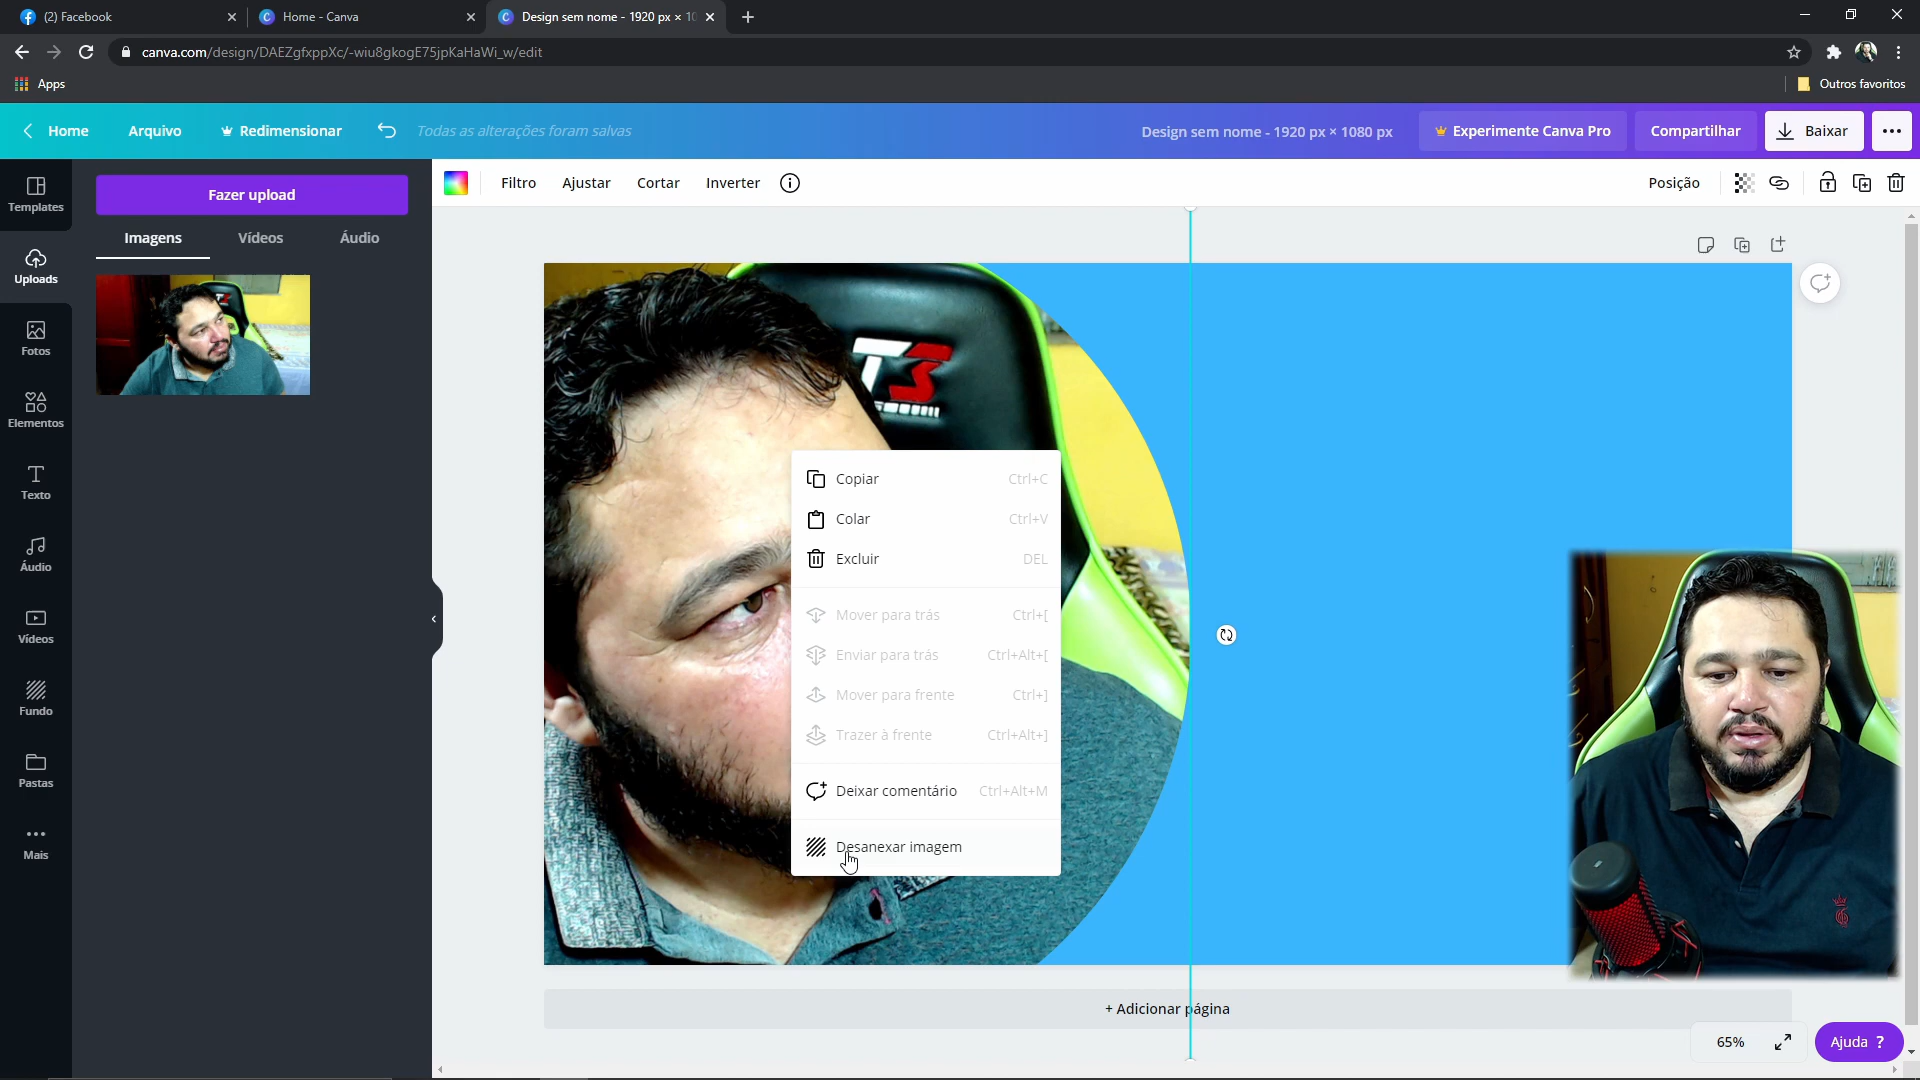 (2) Facebook
Home - Canva
Design sem nome - 1920 px × 10
canva.com/design/DAEZgfxppXc/-wiu8gkogE75jpKaHaWi_w/edit
Apps
Outros favoritos
Home
Arquivo
Redimensionar
Todas as alterações foram salvas
Design sem nome - 1920 px × 1080 px
Experimente Canva Pro
Compartilhar
Baixar
Templates
Uploads
Fotos
Elementos
Texto
Áudio
Vídeos
Fundo
Pastas
Mais
Fazer upload
Imagens
Vídeos
Áudio
Filtro
Ajustar
Cortar
Inverter
Posição
T3
Copiar Ctrl+C
Colar Ctrl+V
Excluir DEL
Mover para trás Ctrl+[
Enviar para trás Ctrl+Alt+[
Mover para frente Ctrl+]
Trazer à frente Ctrl+Alt+]
Deixar comentário Ctrl+Alt+M
Desanexar imagem
+ Adicionar página
65%
Ajuda ?